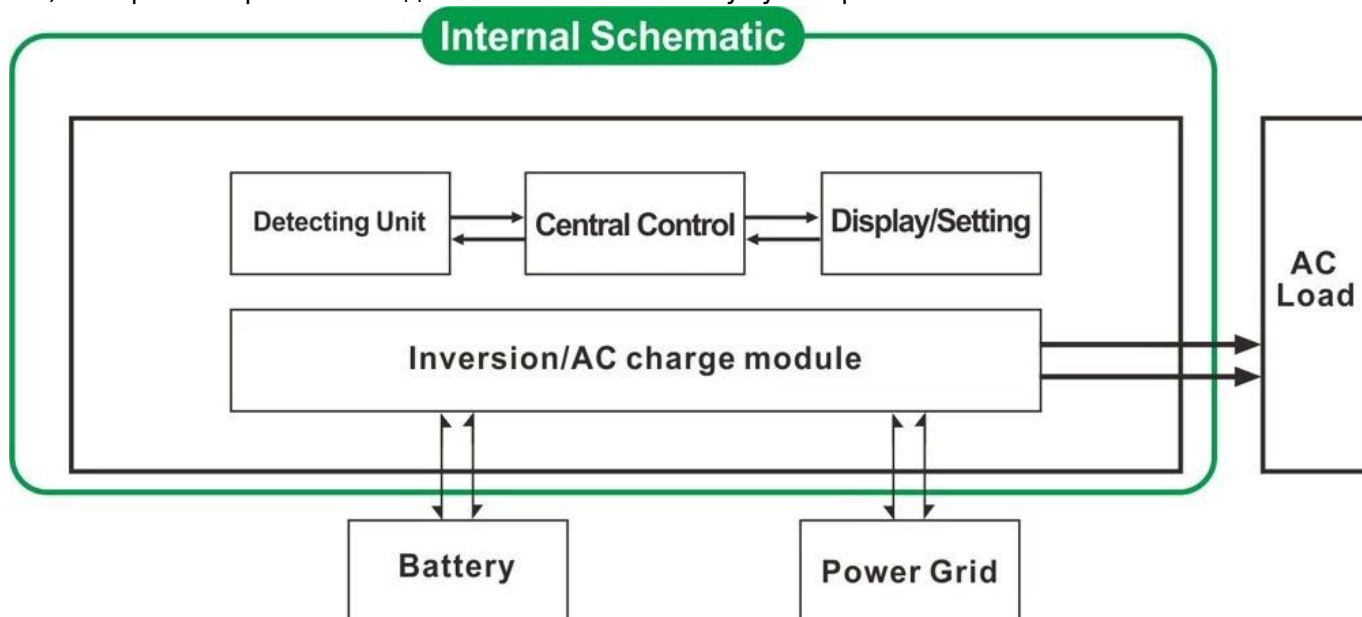 Internal Schematic
Detecting Unit
Central Control
Display/Setting
AC
Load
Inversion/AC charge module
Battery
Power Grid